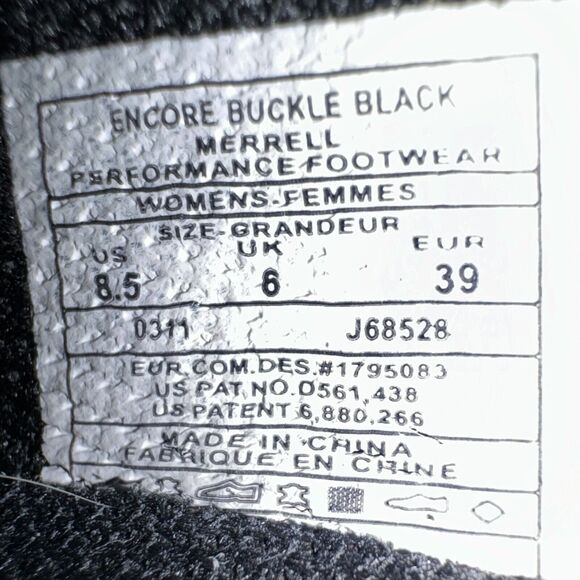 ENCORE BUCKLE BLACK
MERRELL
PERFORMANCE FOOTWEAR
WOMENS-FEMMES
SIZE-GRANDEUR
US UK EUR
8.5 6 39
0311 J68528
EUR.COM.DES.#1795083
US PAT NO.D561,438
US PATENT 6,880,266
MADE IN CHINA
FABRIQUE EN CHINE